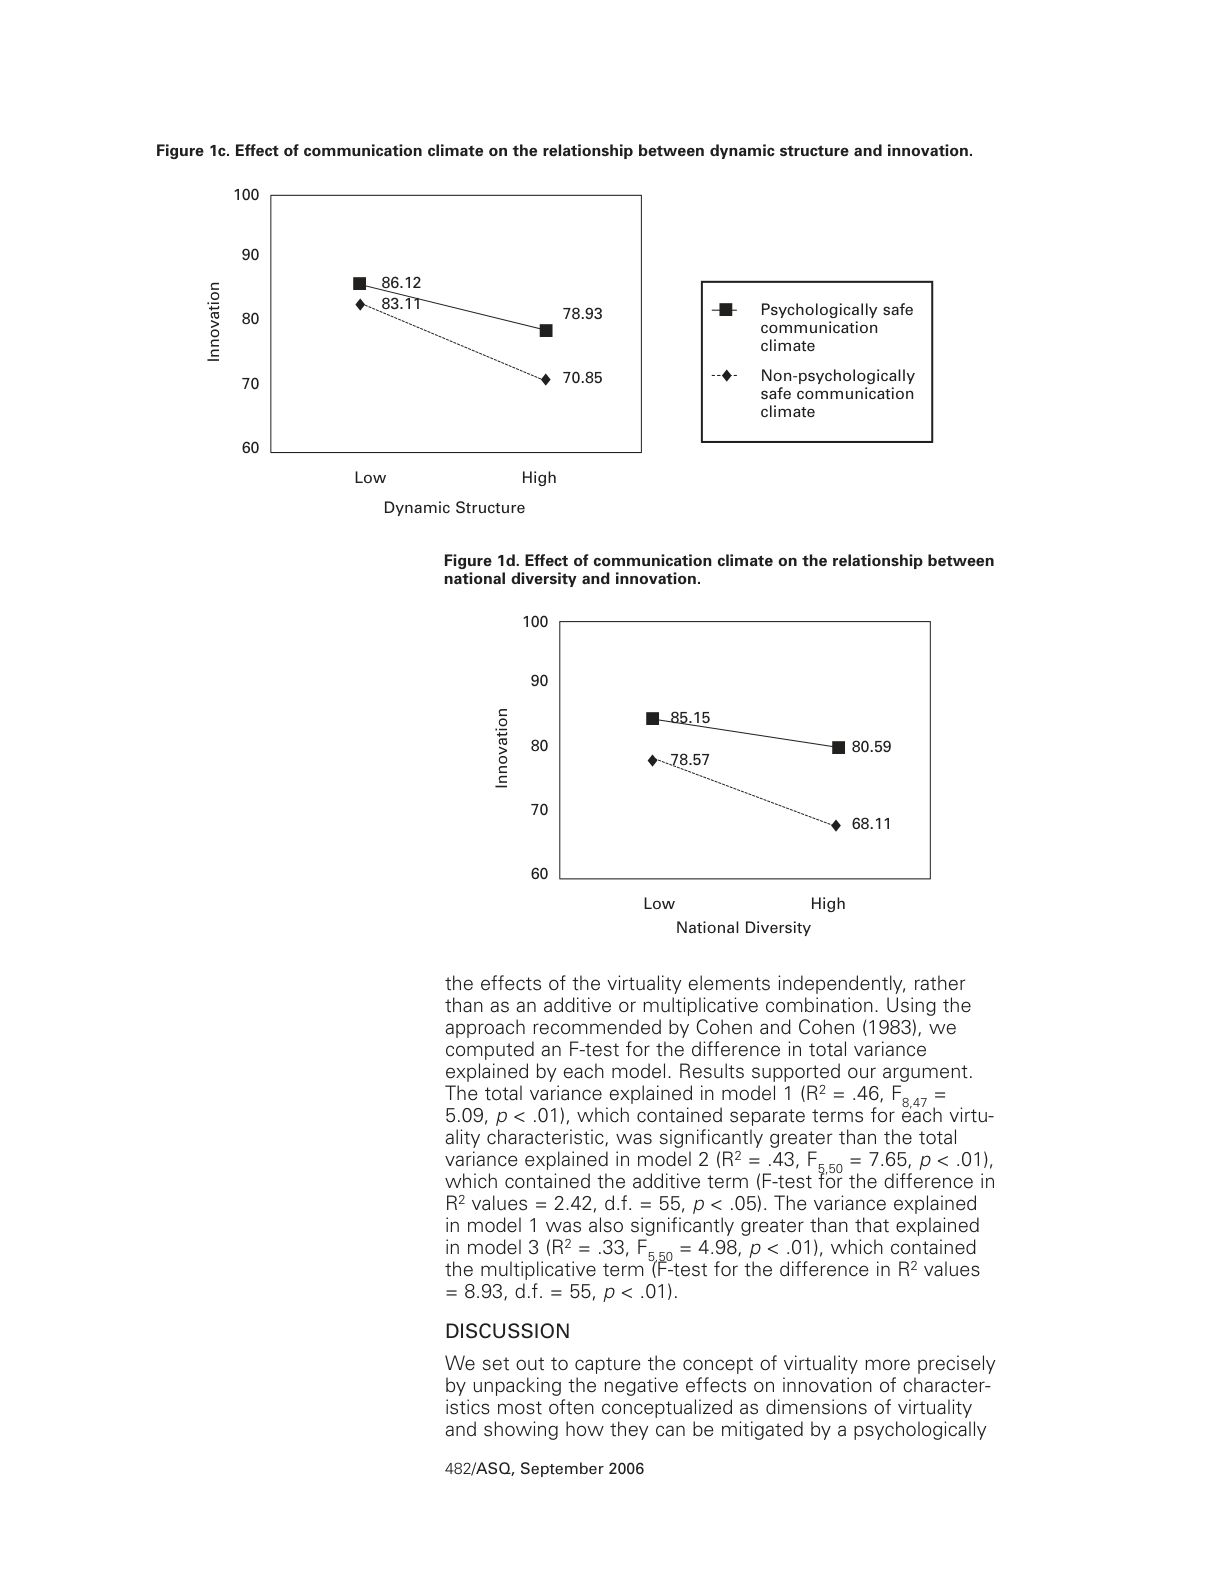 Figure 1c. Effect of communication climate on the relationship between dynamic structure and innovation.
100
90
80
70
60
Innovation
86.12
83.11
78.93
70.85
Low
High
Dynamic Structure
Psychologically safe
communication
climate
Non-psychologically
safe communication
climate
Figure 1d. Effect of communication climate on the relationship between
national diversity and innovation.
100
90
80
70
60
Innovation
85.15
78.57
80.59
68.11
Low
High
National Diversity
the effects of the virtuality elements independently, rather
than as an additive or multiplicative combination. Using the
approach recommended by Cohen and Cohen (1983), we
computed an F-test for the difference in total variance
explained by each model. Results supported our argument.
The total variance explained in model 1 (R² = .46, F8,47 =
5.09, p < .01), which contained separate terms for each virtu-
ality characteristic, was significantly greater than the total
variance explained in model 2 (R² = .43, F5,50 = 7.65, p < .01),
which contained the additive term (F-test for the difference in
R² values = 2.42, d.f. = 55, p < .05). The variance explained
in model 1 was also significantly greater than that explained
in model 3 (R² = .33, F5,50 = 4.98, p < .01), which contained
the multiplicative term (F-test for the difference in R² values
= 8.93, d.f. = 55, p < .01).
DISCUSSION
We set out to capture the concept of virtuality more precisely
by unpacking the negative effects on innovation of character-
istics most often conceptualized as dimensions of virtuality
and showing how they can be mitigated by a psychologically
482/ASQ, September 2006